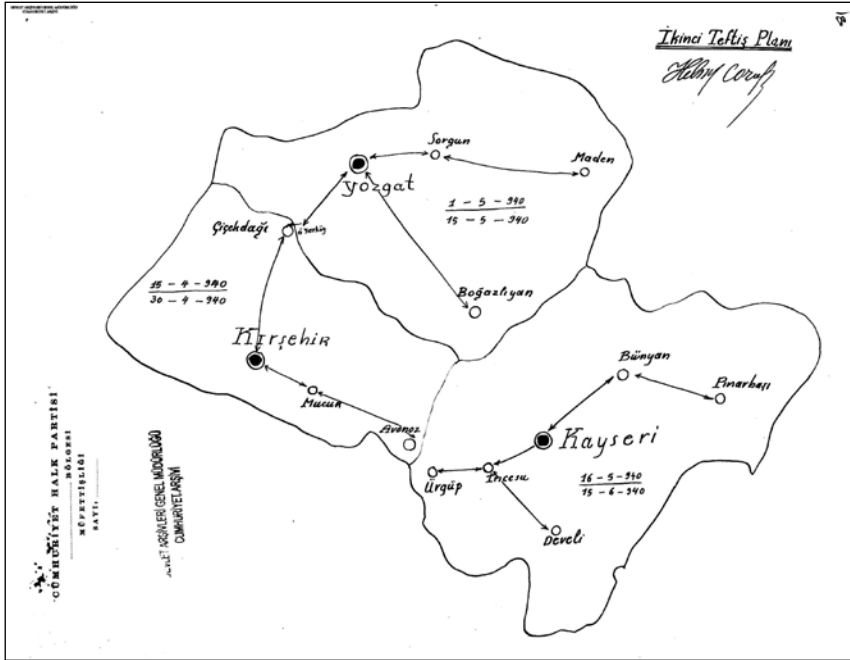 İkinci Teftiş Planı
Sorgun
Maden
Yozgat
1 - 5 - 940
15 - 5 - 940
Çiçekdağı
15 - 4 - 940
30 - 4 - 940
Boğazlıyan
Kırşehir
Mucur
Avanoz
Bünyan
Pınarbaşı
Kayseri
16 - 5 - 940
15 - 6 - 940
Ürgüp
İncesu
Develi
CÜMHURİYET HALK PARTİSİ
BÖLGESİ
MÜFETTİŞLİĞİ
SAYI:
DEVLET ARŞİVLERİ GENEL MÜDÜRLÜĞÜ
CUMHURİYET ARŞİVİ